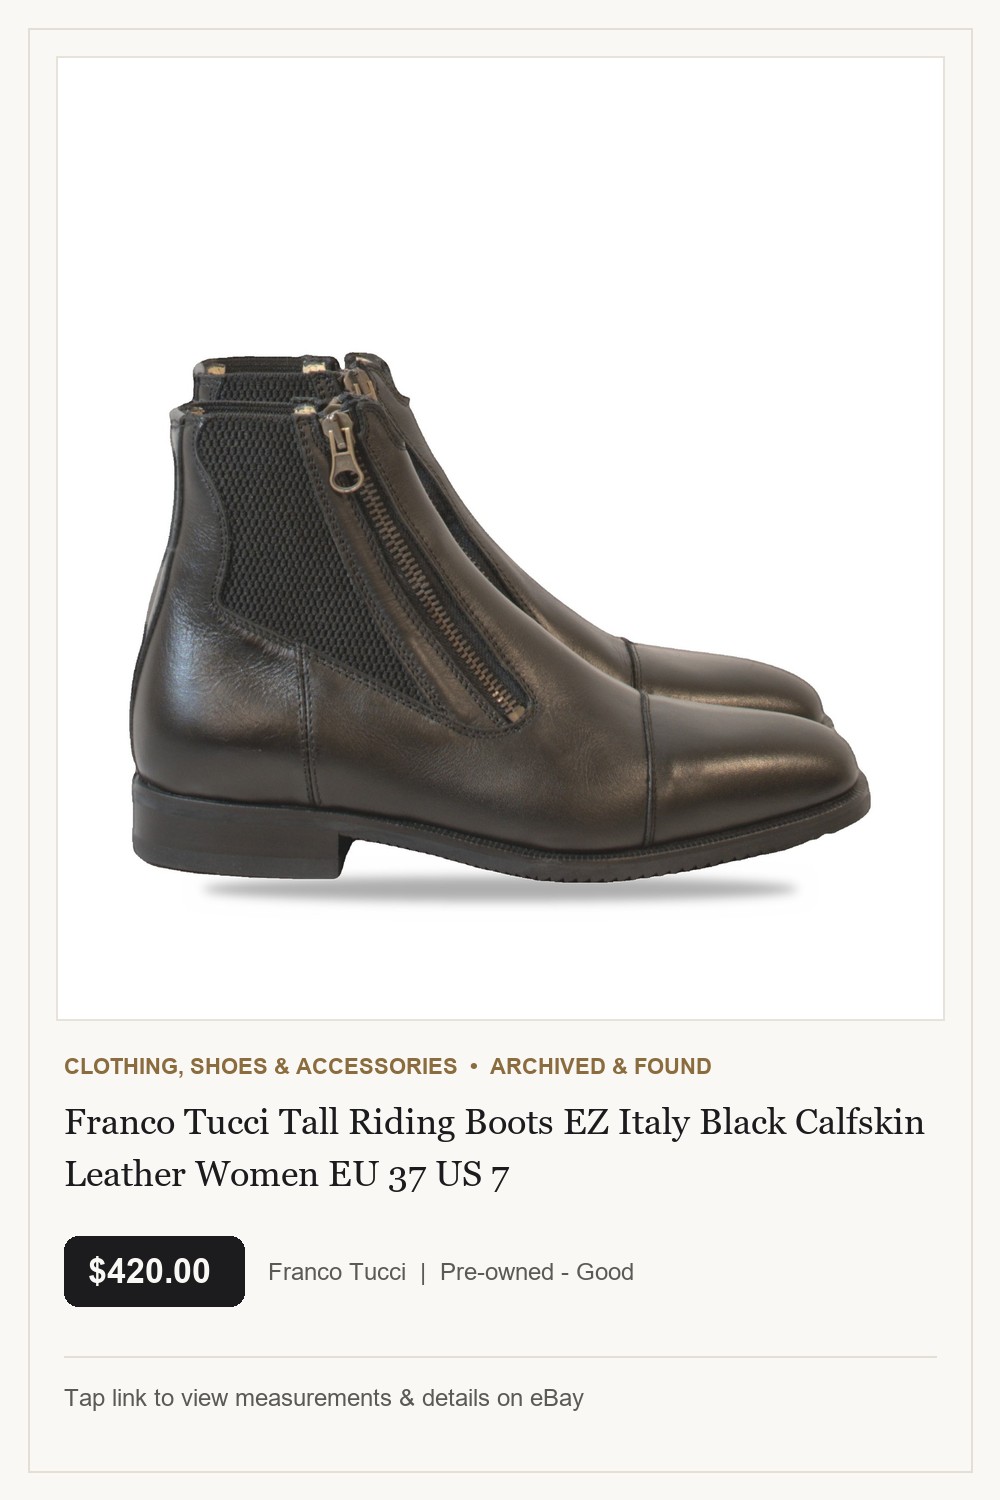 CLOTHING, SHOES & ACCESSORIES • ARCHIVED & FOUND
Franco Tucci Tall Riding Boots EZ Italy Black Calfskin
Leather Women EU 37 US 7
$420.00
Franco Tucci | Pre-owned - Good
Tap link to view measurements & details on eBay